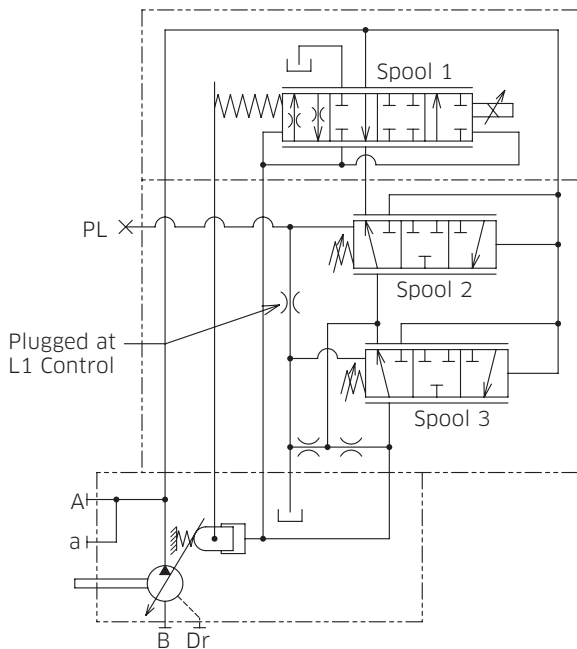 Spool 1
PL
Spool 2
Plugged at
L1 Control
Spool 3
A
a
B Dr